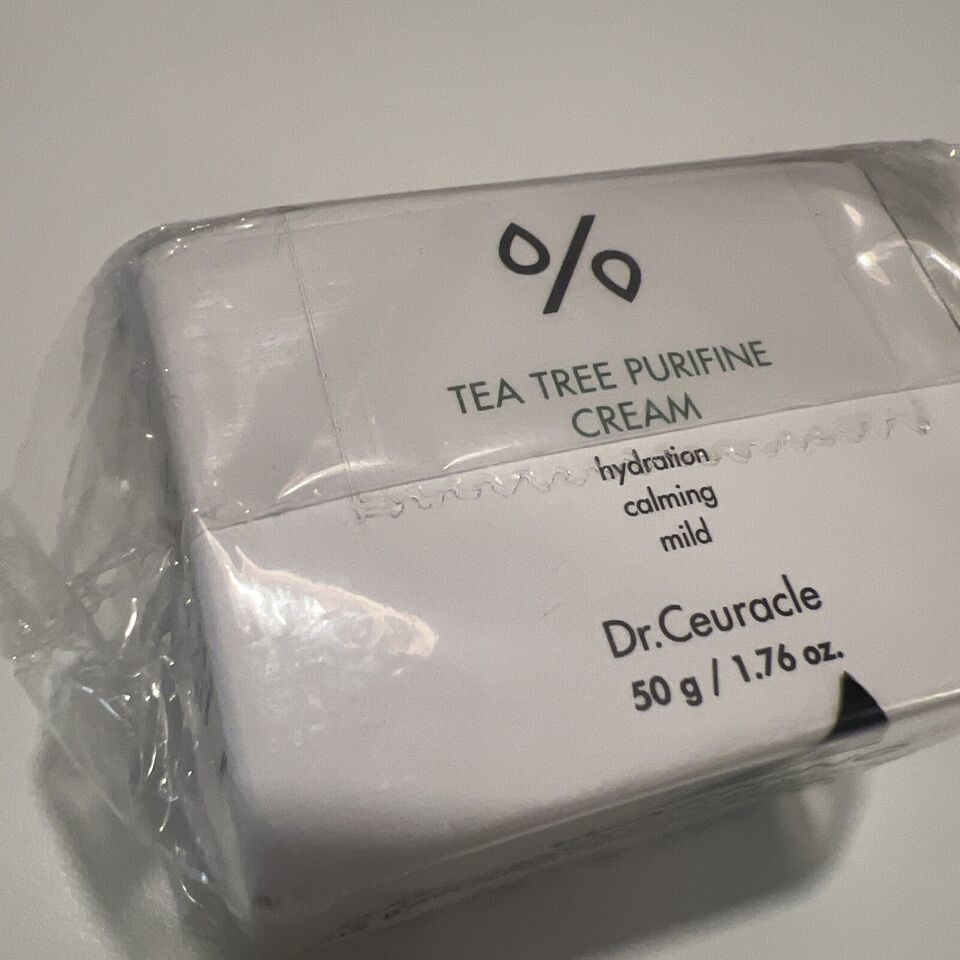 %
TEA TREE PURIFINE
CREAM
hydration
calming
mild
Dr.Ceuracle
50 g / 1.76 oz.